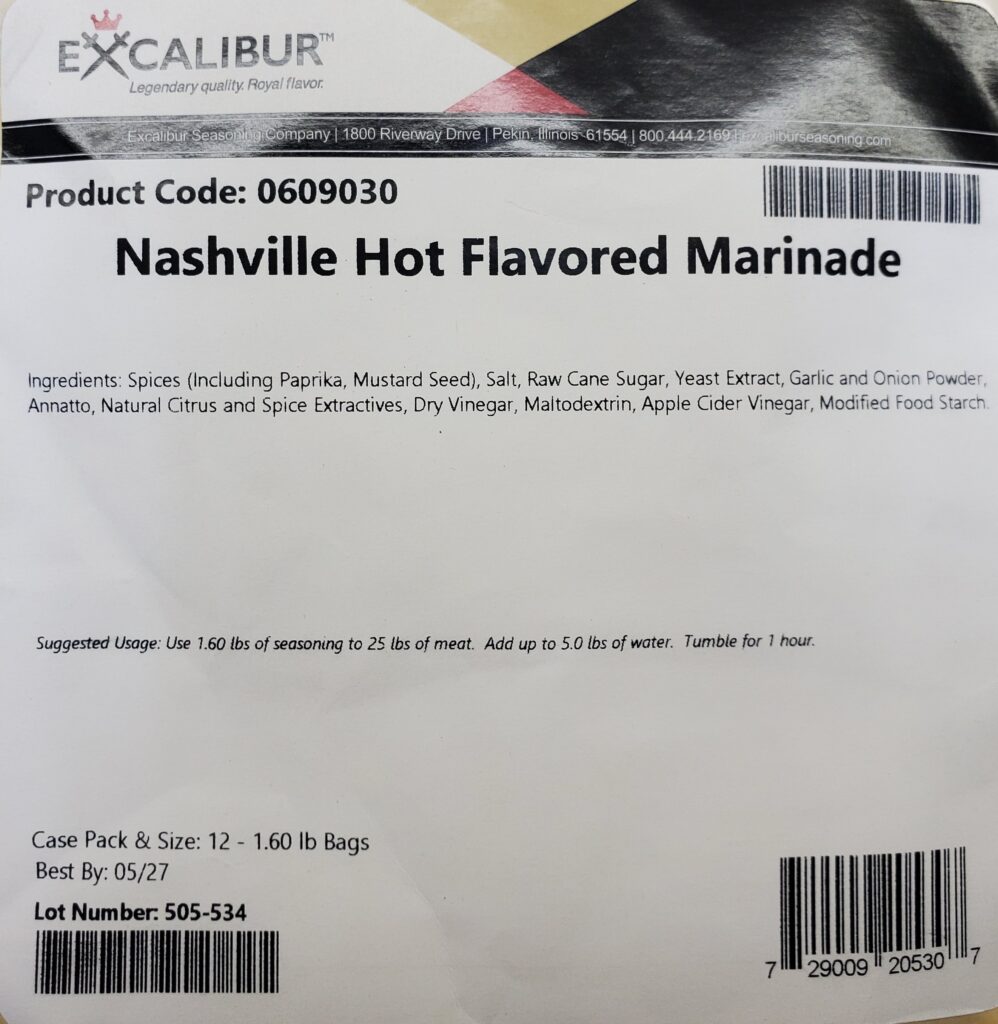 EXCALIBUR™
Legendary quality. Royal flavor.
Excalibur Seasoning Company | 1800 Riverway Drive | Pekin, Illinois 61554 | 800.444.2169 | excaliburseasoning.com
Product Code: 0609030
Nashville Hot Flavored Marinade
Ingredients: Spices (Including Paprika, Mustard Seed), Salt, Raw Cane Sugar, Yeast Extract, Garlic and Onion Powder,
Annatto, Natural Citrus and Spice Extractives, Dry Vinegar, Maltodextrin, Apple Cider Vinegar, Modified Food Starch.
Suggested Usage: Use 1.60 lbs of seasoning to 25 lbs of meat. Add up to 5.0 lbs of water. Tumble for 1 hour.
Case Pack & Size: 12 - 1.60 lb Bags
Best By: 05/27
Lot Number: 505-534
7 29009 20530 7